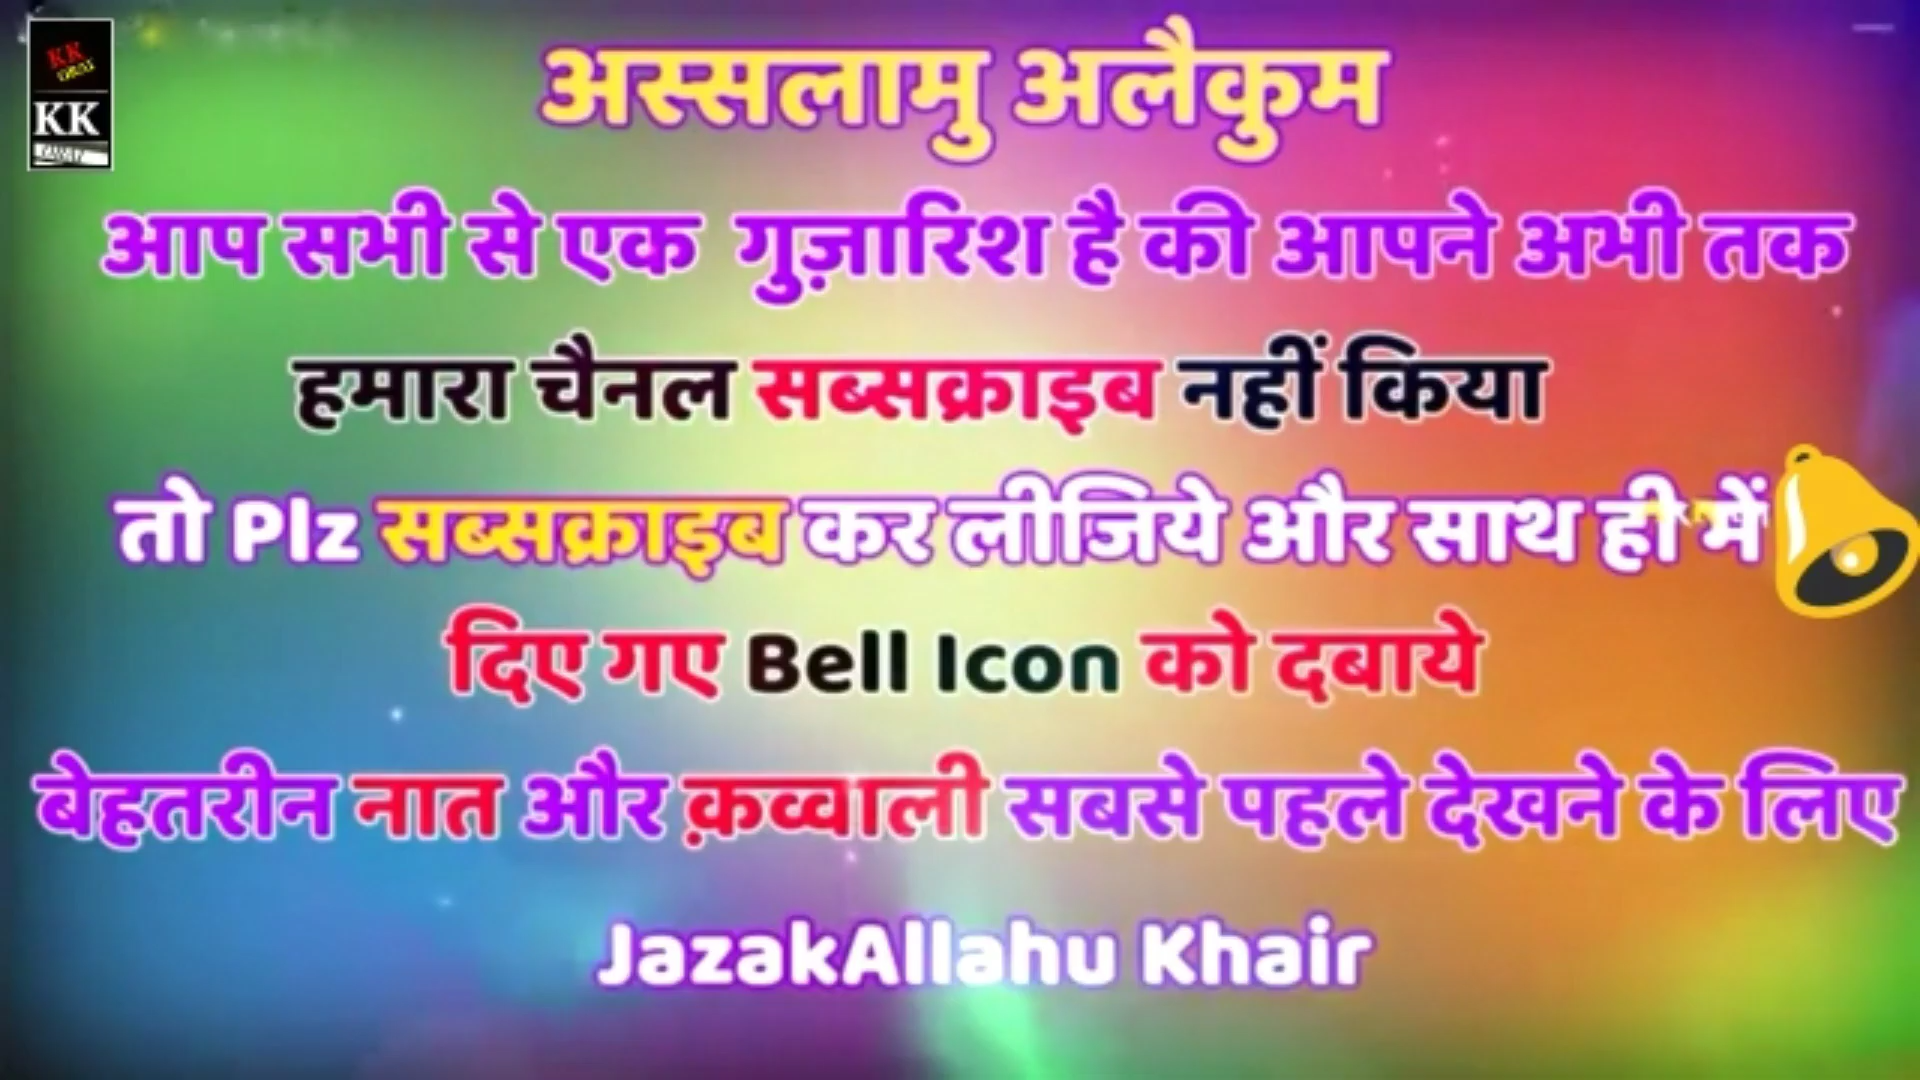 KK
KK
अस्सलामु अलैकुम
आप सभी से एक गुज़ारिश है की आपने अभी तक
हमारा चैनल सब्सक्राइब नहीं किया
तो Plz सब्सक्राइब कर लीजिये और साथ ही में
दिए गए Bell Icon को दबाये
बेहतरीन नात और क़व्वाली सबसे पहले देखने के लिए
JazakAllahu Khair